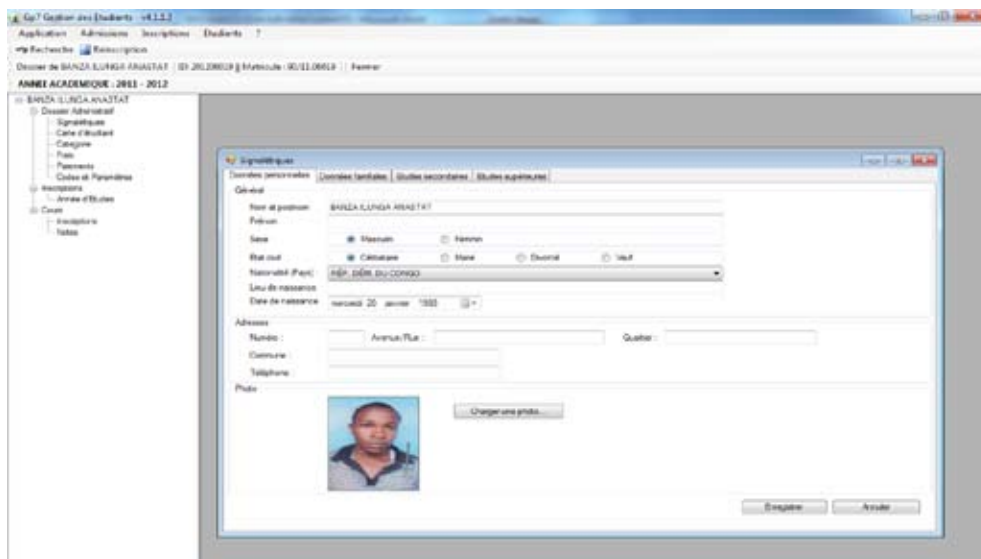 Gp7 Gestion des Etudiants - v4.1.1.2
Application Admissions Inscriptions Etudiants ?
Recherche Réinscription
Dossier de BANZA ILUNGA ANASTAT Matricule : Fermer
ANNEE ACADEMIQUE : 2011 - 2012
BANZA ILUNGA ANASTAT
Dossier Administratif
Signalétiques
Carte d'étudiant
Catégorie
Frais
Paiements
Codes et Paramètres
Inscriptions
Année d'Etudes
Cours
Inscriptions
Notes
Signalétiques
Données personnelles Données familiales Etudes secondaires Etudes supérieures
Général
Nom et postnom BANZA ILUNGA ANASTAT
Prénom
Sexe Masculin Féminin
Etat civil Célibataire Marié Divorcé Veuf
Nationalité (Pays) RÉP. DÉM. DU CONGO
Lieu de naissance
Date de naissance mercredi 20 janvier
Adresses
Numéro : Avenue/Rue : Quartier :
Commune :
Téléphone
Photo
Charger une photo...
Enregistrer Annuler